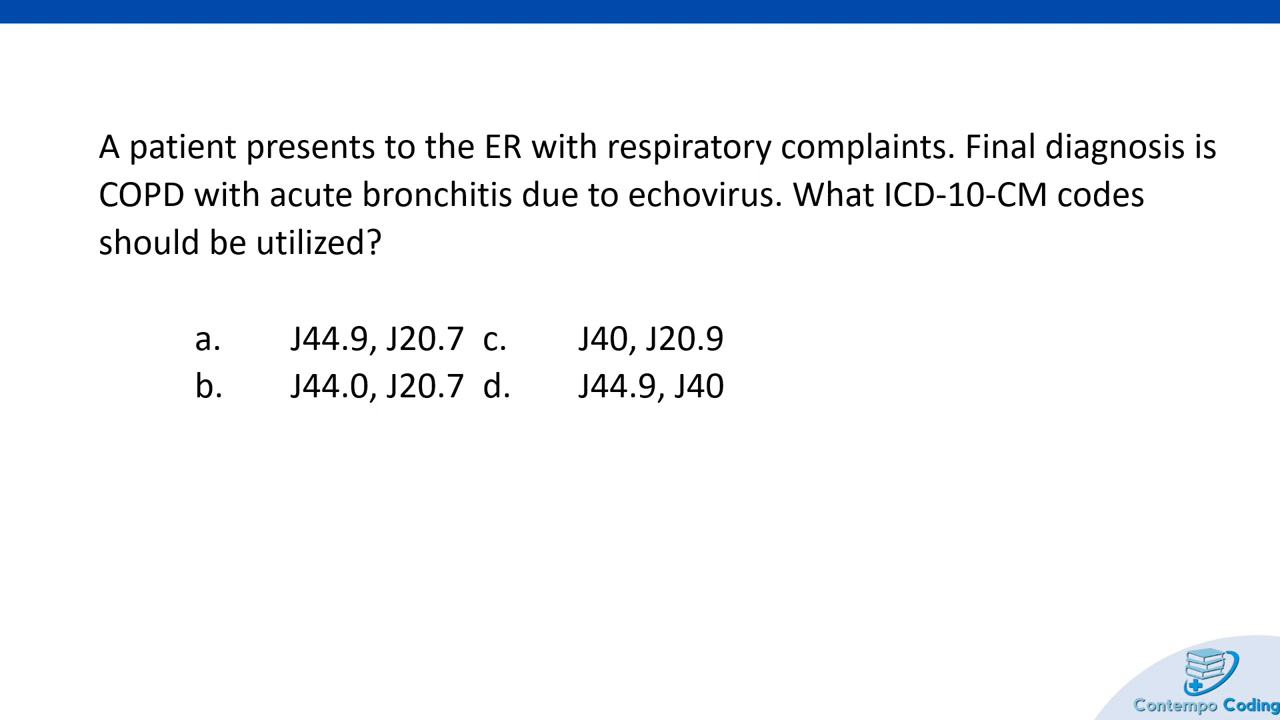 A patient presents to the ER with respiratory complaints. Final diagnosis is
COPD with acute bronchitis due to echovirus. What ICD-10-CM codes
should be utilized?
a. J44.9, J20.7 c. J40, J20.9
b. J44.0, J20.7 d. J44.9, J40
Contempo Coding